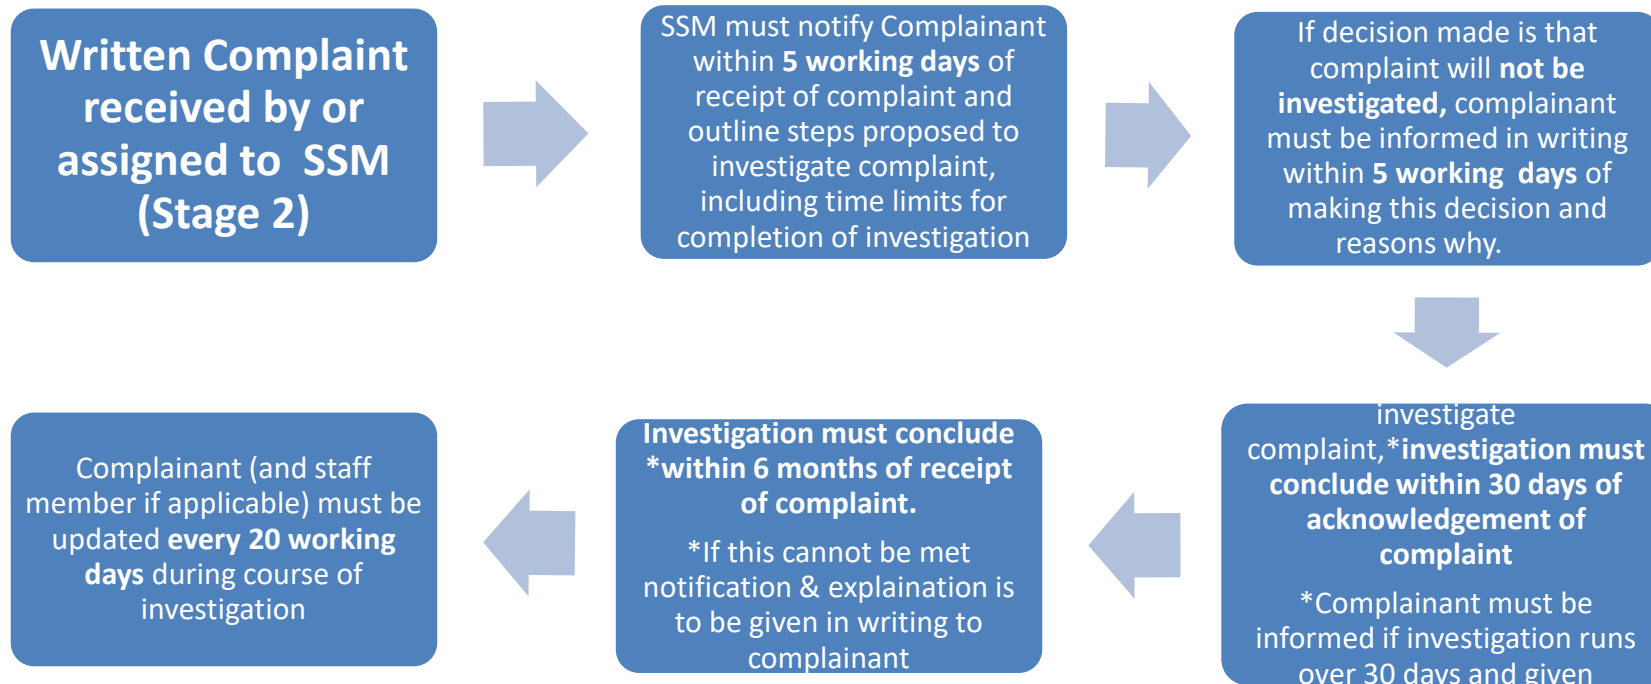 Written Complaint
received by or
assigned to  SSM
(Stage 2)
SSM must notify Complainant
within 5 working days of
receipt of complaint and
outline steps proposed to
investigate complaint,
including time limits for
completion of investigation
If decision made is that
complaint will not be
investigated, complainant
must be informed in writing
within 5 working  days of
making this decision and
reasons why.
investigate
complaint,*investigation must
conclude within 30 days of
acknowledgement of
complaint
*Complainant must be
informed if investigation runs
over 30 days and given
Investigation must conclude
*within 6 months of receipt
of complaint.
*If this cannot be met
notification & explaination is
to be given in writing to
complainant
Complainant (and staff
member if applicable) must be
updated every 20 working
days during course of
investigation